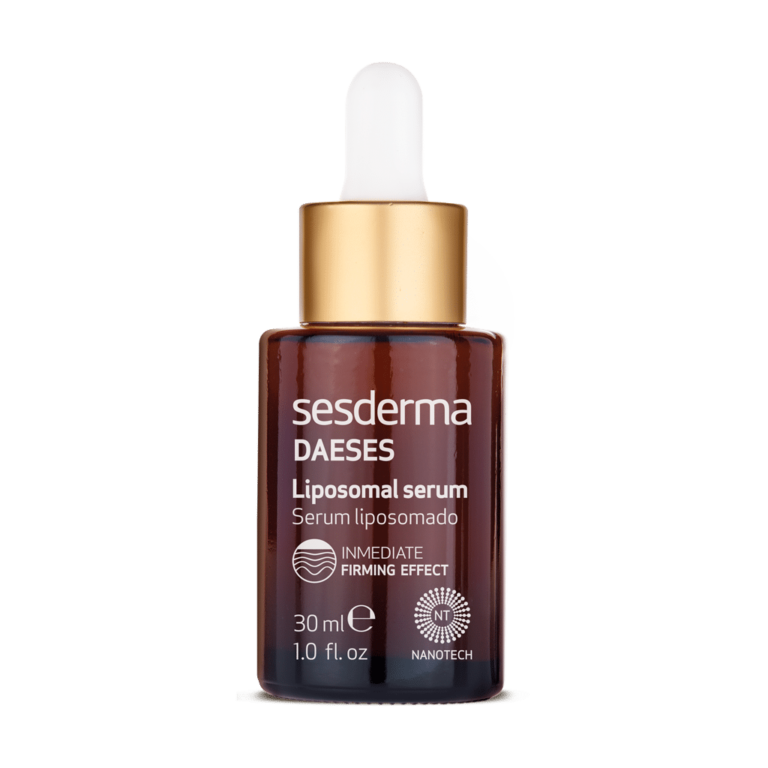 sesderma
DAESES
Liposomal serum
Serum liposomado
INMEDIATE
FIRMING EFFECT
30 ml ℮
1.0 fl. oz
NT
NANOTECH